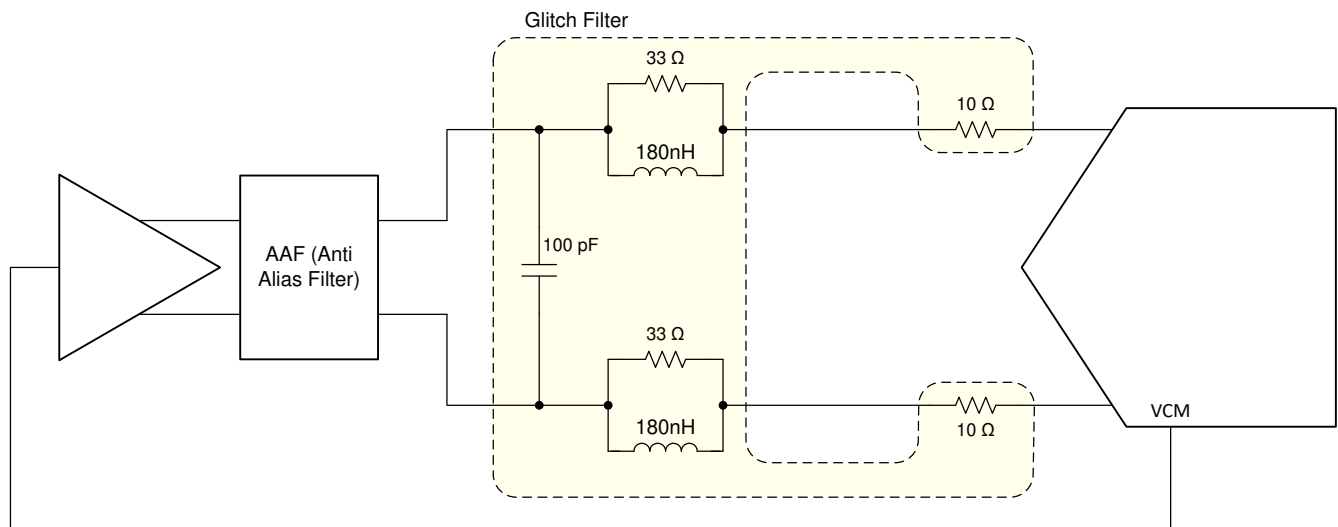 Glitch Filter
33 Ω
10 Ω
180nH
AAF (Anti
Alias Filter)
100 pF
33 Ω
180nH
10 Ω
VCM